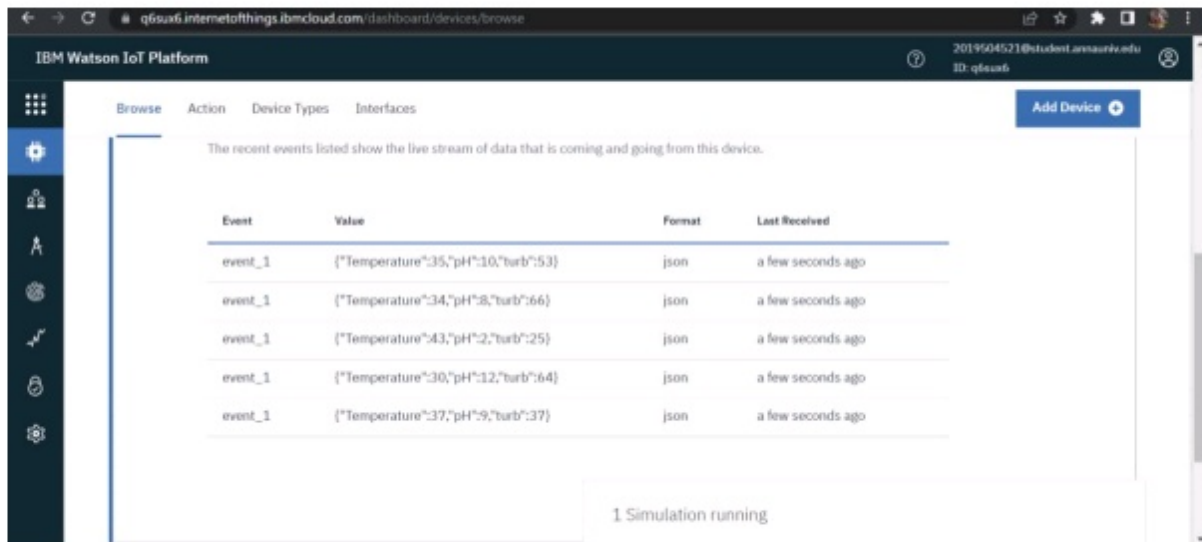 q6sux6.internetofthings.ibmcloud.com/dashboard/devices/browse
IBM Watson IoT Platform
2019504521@student.annauniv.edu
ID: q6sux6
Browse Action Device Types Interfaces
Add Device
The recent events listed show the live stream of data that is coming and going from this device.
Event Value Format Last Received
event_1 {"Temperature":35,"pH":10,"turb":53} json a few seconds ago
event_1 {"Temperature":34,"pH":8,"turb":66} json a few seconds ago
event_1 {"Temperature":43,"pH":2,"turb":25} json a few seconds ago
event_1 {"Temperature":30,"pH":12,"turb":64} json a few seconds ago
event_1 {"Temperature":37,"pH":9,"turb":37} json a few seconds ago
1 Simulation running